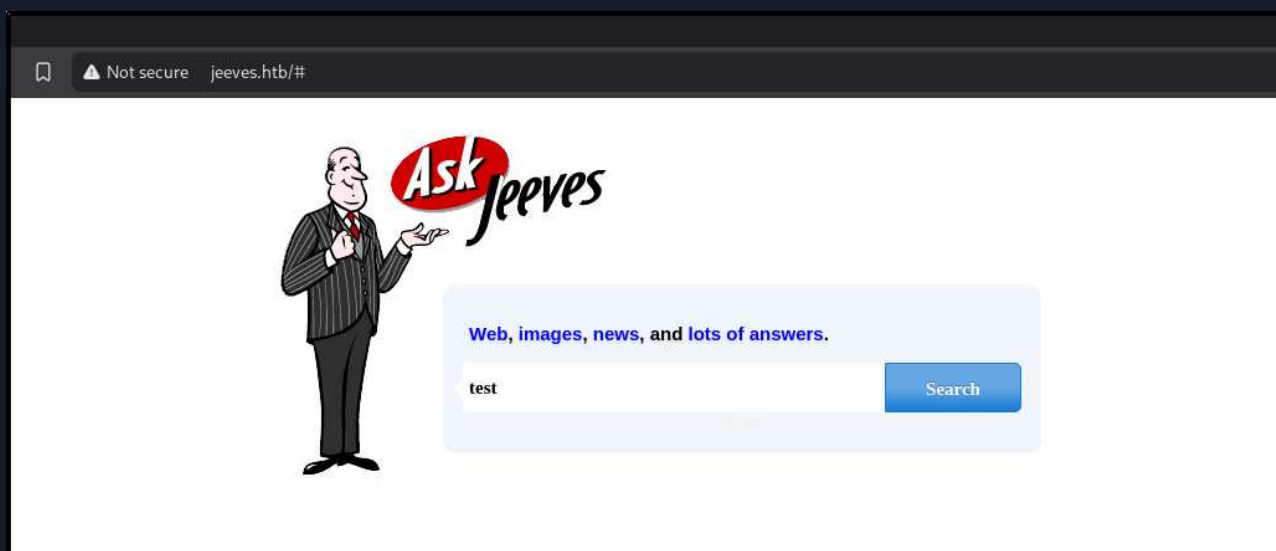 Not secure jeeves.htb/#
Ask
Jeeves
Web, images, news, and lots of answers.
test Search